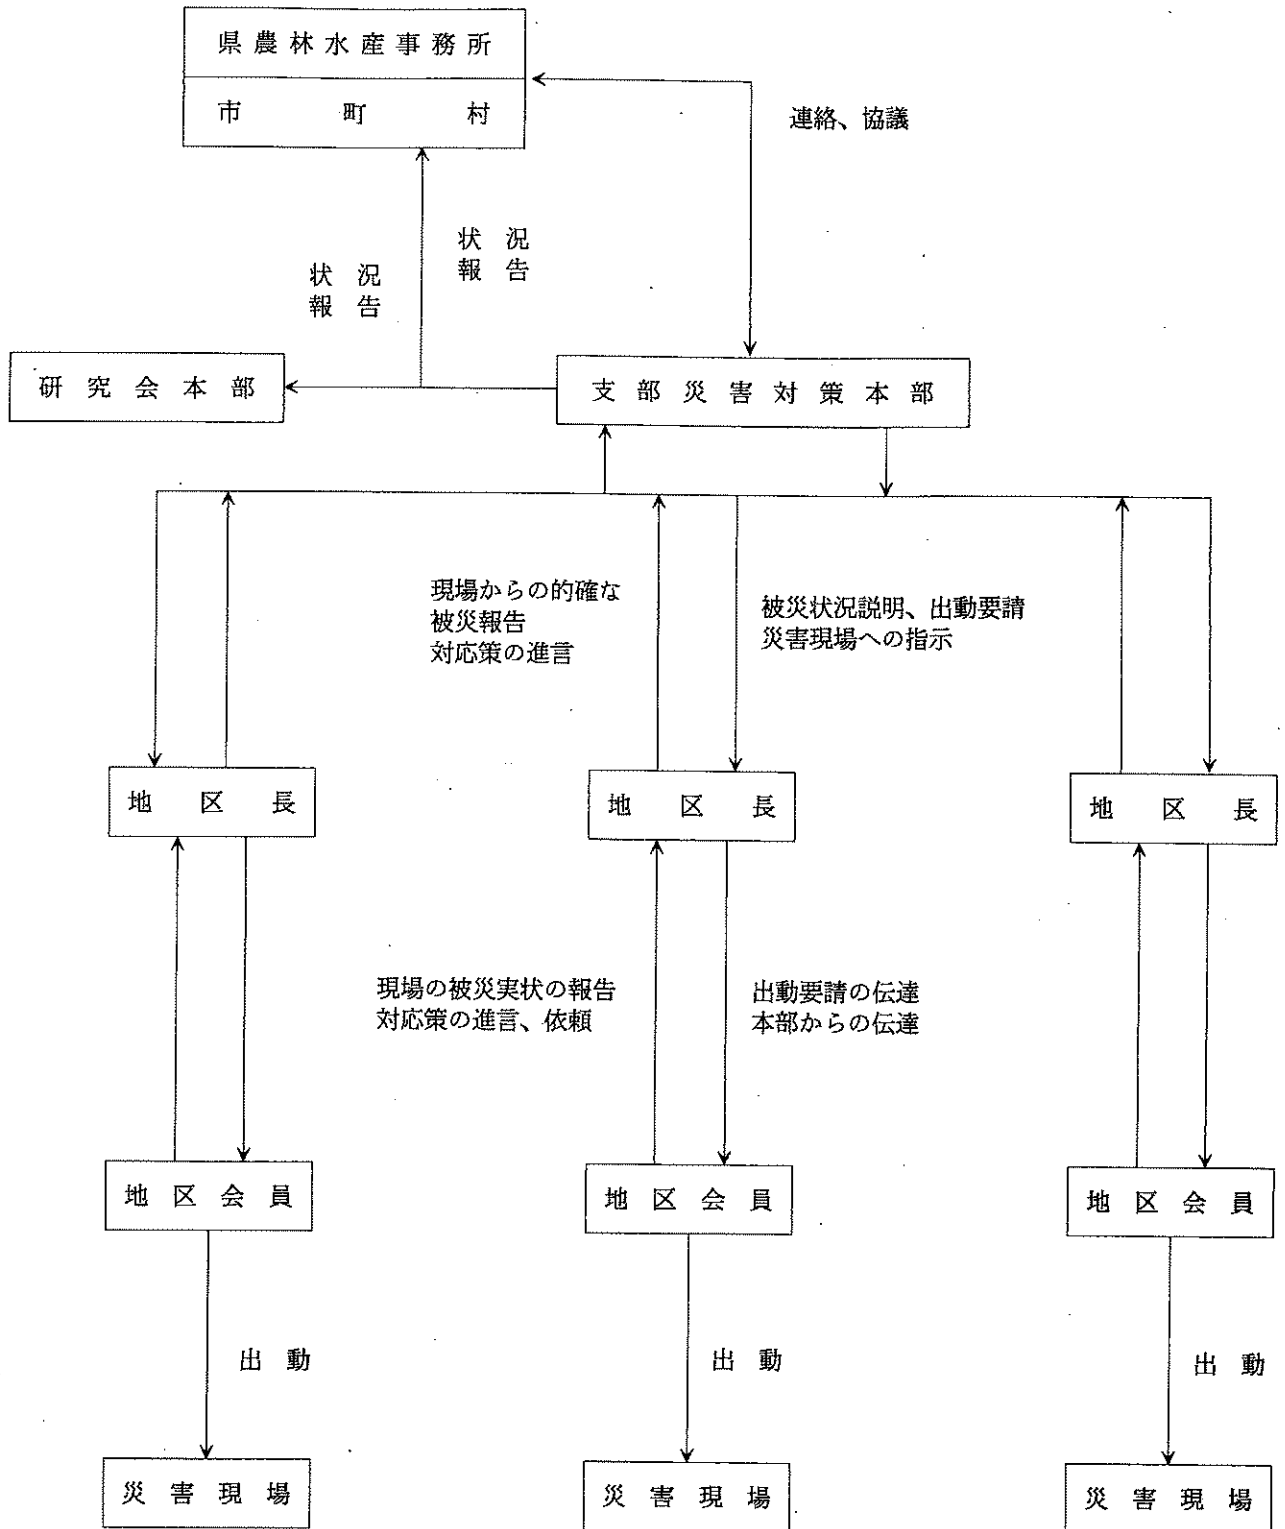 県農林水産事務所
市町村
連絡、協議
状況
報告
状況
報告
研究会本部
支部災害対策本部
現場からの的確な
被災報告
対応策の進言
被災状況説明、出動要請
災害現場への指示
地区長
地区長
地区長
現場の被災実状の報告
対応策の進言、依頼
出動要請の伝達
本部からの伝達
地区会員
地区会員
地区会員
出動
出動
出動
災害現場
災害現場
災害現場